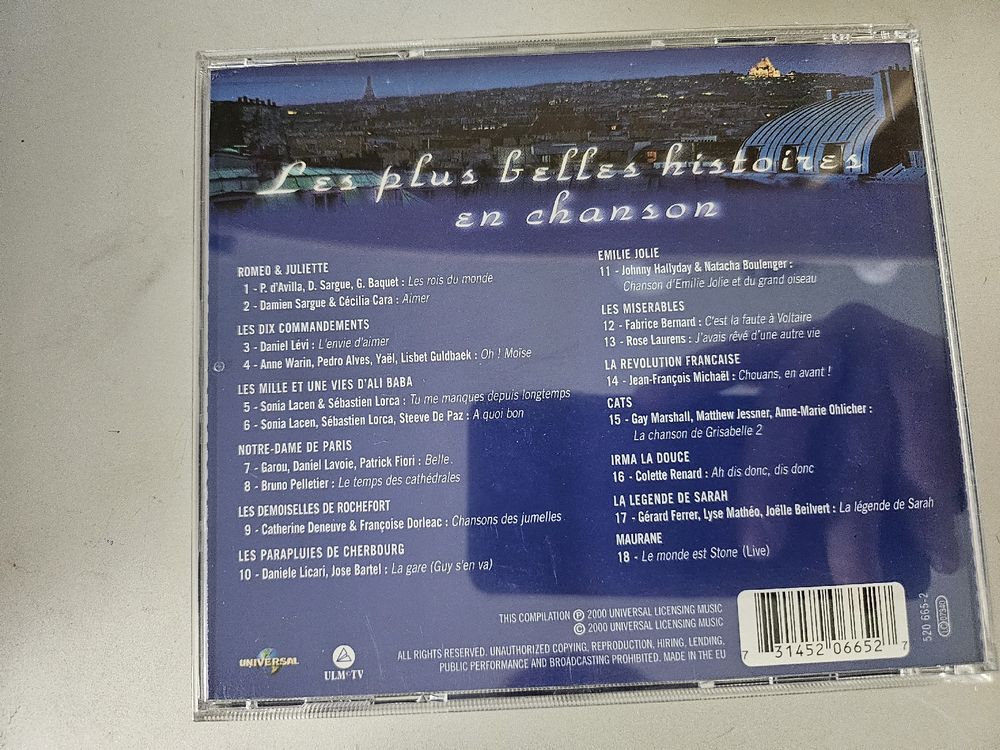 Les plus belles histoires
en chanson
ROMEO & JULIETTE
1 - P. d'Avilla, D. Sargue, G. Baquet : Les rois du monde
2 - Damien Sargue & Cécilia Cara : Aimer
LES DIX COMMANDEMENTS
3 - Daniel Lévi : L'envie d'aimer
4 - Anne Warin, Pedro Alves, Yaël, Lisbet Guldbaek : Oh ! Moïse
LES MILLE ET UNE VIES D'ALI BABA
5 - Sonia Lacen & Sébastien Lorca : Tu me manques depuis longtemps
6 - Sonia Lacen, Sébastien Lorca, Steeve De Paz : A quoi bon
NOTRE-DAME DE PARIS
7 - Garou, Daniel Lavoie, Patrick Fiori : Belle.
8 - Bruno Pelletier : Le temps des cathédrales
LES DEMOISELLES DE ROCHEFORT
9 - Catherine Deneuve & Françoise Dorleac : Chansons des jumelles
LES PARAPLUIES DE CHERBOURG
10 - Daniele Licari, Jose Bartel : La gare (Guy s'en va)
EMILIE JOLIE
11 - Johnny Hallyday & Natacha Boulenger :
Chanson d'Emilie Jolie et du grand oiseau
LES MISERABLES
12 - Fabrice Bernard : C'est la faute à Voltaire
13 - Rose Laurens : J'avais rêvé d'une autre vie
LA REVOLUTION FRANCAISE
14 - Jean-François Michaël : Chouans, en avant !
CATS
15 - Gay Marshall, Matthew Jessner, Anne-Marie Ohlicher :
La chanson de Grisabelle 2
IRMA LA DOUCE
16 - Colette Renard : Ah dis donc, dis donc
LA LEGENDE DE SARAH
17 - Gérard Ferrer, Lyse Mathéo, Joëlle Beilvert : La légende de Sarah
MAURANE
18 - Le monde est Stone (Live)
THIS COMPILATION Ⓟ 2000 UNIVERSAL LICENSING MUSIC
© 2000 UNIVERSAL LICENSING MUSIC
ALL RIGHTS RESERVED. UNAUTHORIZED COPYING, REPRODUCTION, HIRING, LENDING,
PUBLIC PERFORMANCE AND BROADCASTING PROHIBITED. MADE IN THE EU
UNIVERSAL
ULM·TV
7 31452 06652 7
520 665-2
LC 07340